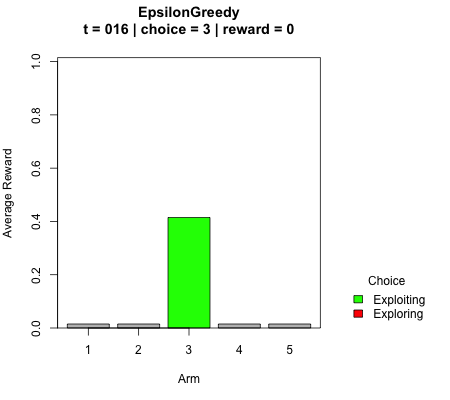 EpsilonGreedy
t = 016 | choice = 3 | reward = 0
Average Reward
1.0
0.8
0.6
0.4
0.2
0.0
1 2 3 4 5
Arm
Choice
Exploiting
Exploring